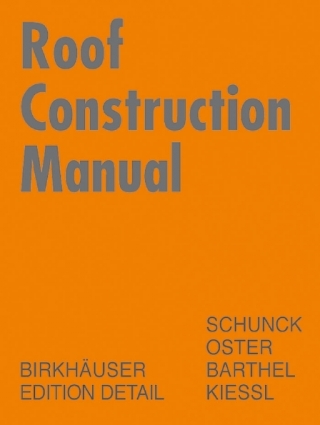 Roof
Construction
Manual
SCHUNCK
OSTER
BARTHEL
KIESSL
BIRKHÄUSER
EDITION DETAIL